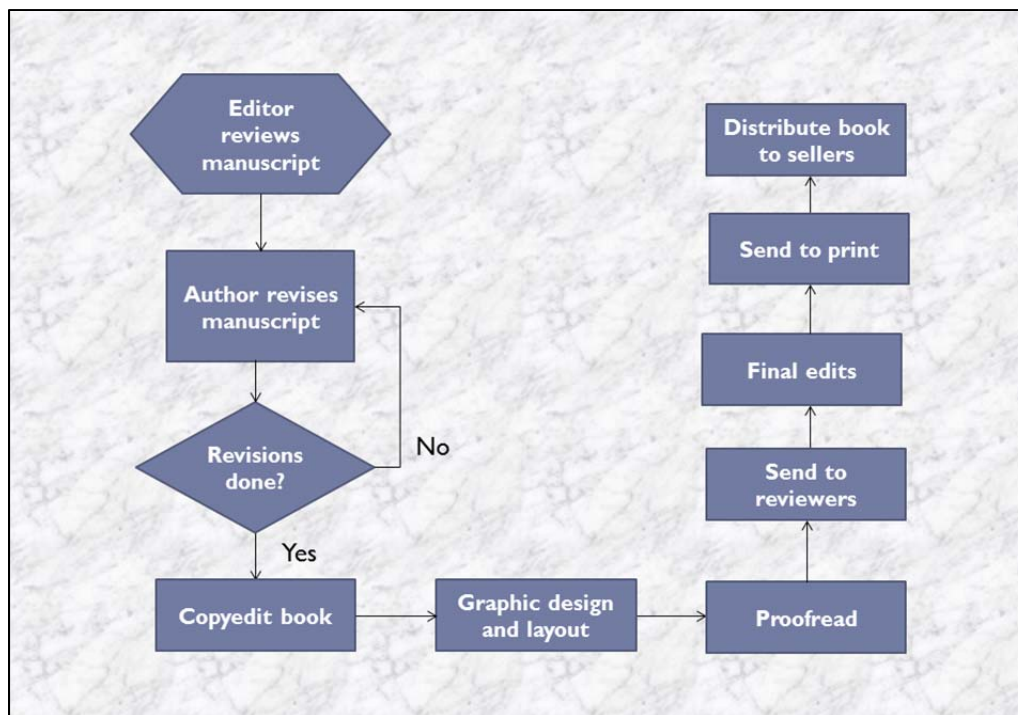 Editor
reviews
manuscript
Author revises
manuscript
Revisions
done?
No
Yes
Copyedit book
Graphic design
and layout
Proofread
Send to
reviewers
Final edits
Send to print
Distribute book
to sellers